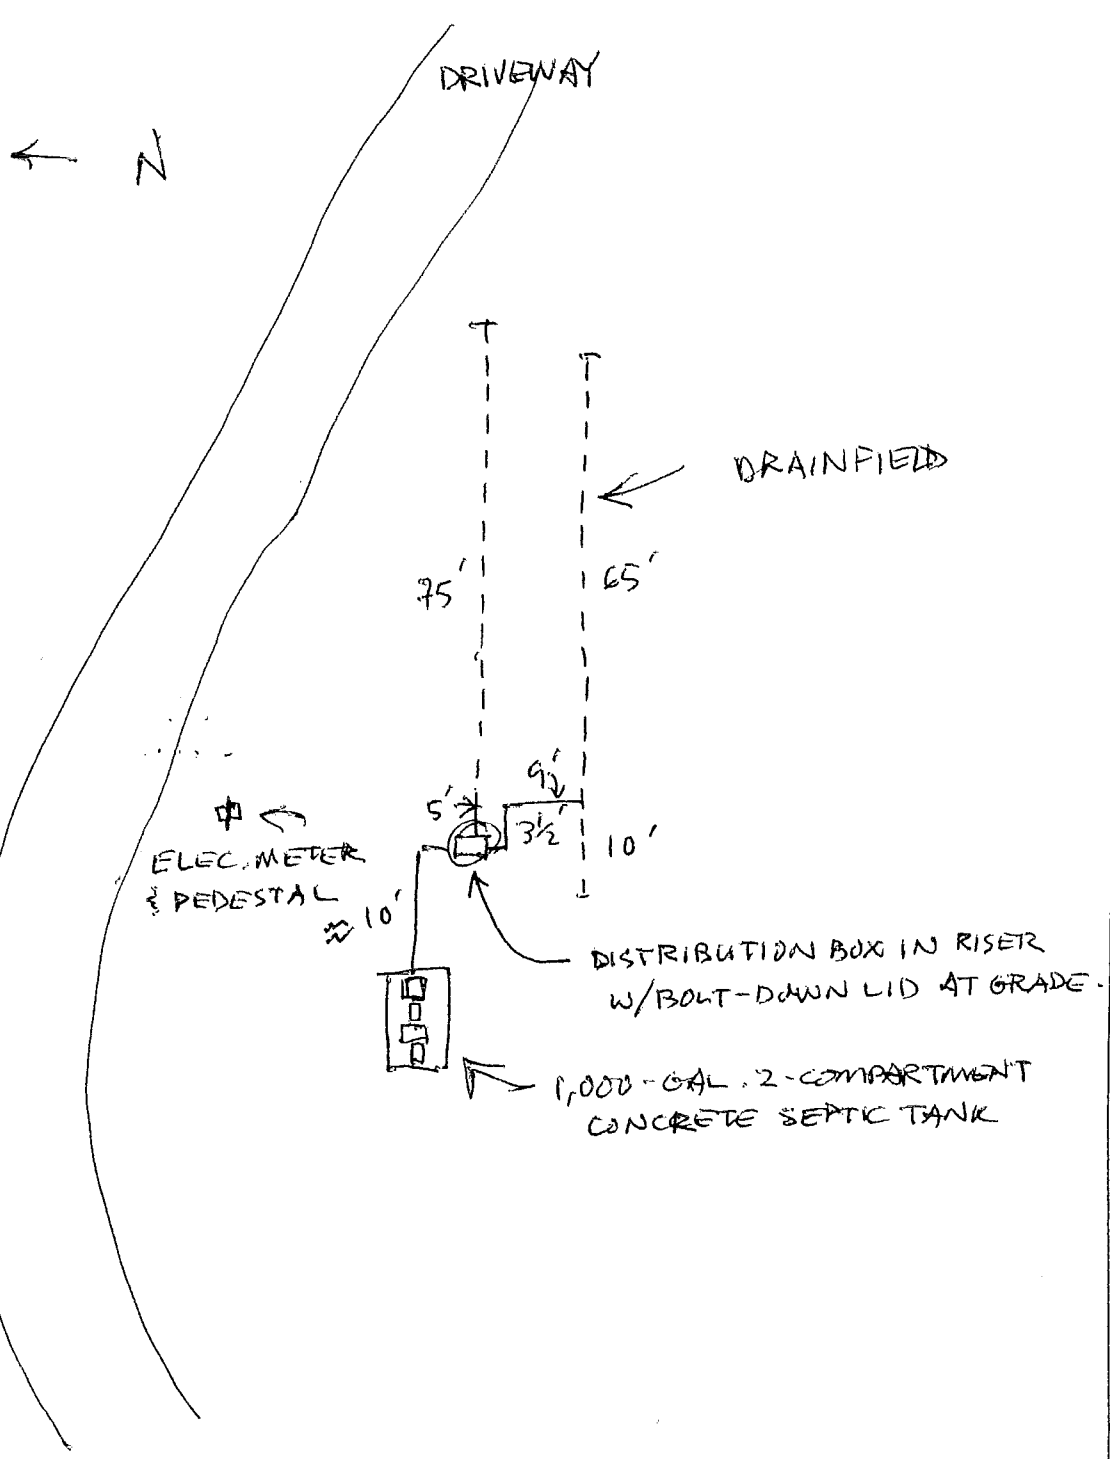 DRIVEWAY
N
DRAINFIELD
75'
65'
9'
5'
3½'
10'
ELEC. METER
& PEDESTAL
≈ 10'
DISTRIBUTION BOX IN RISER
W/BOLT-DOWN LID AT GRADE.
1,000-GAL. 2-COMPARTMENT
CONCRETE SEPTIC TANK